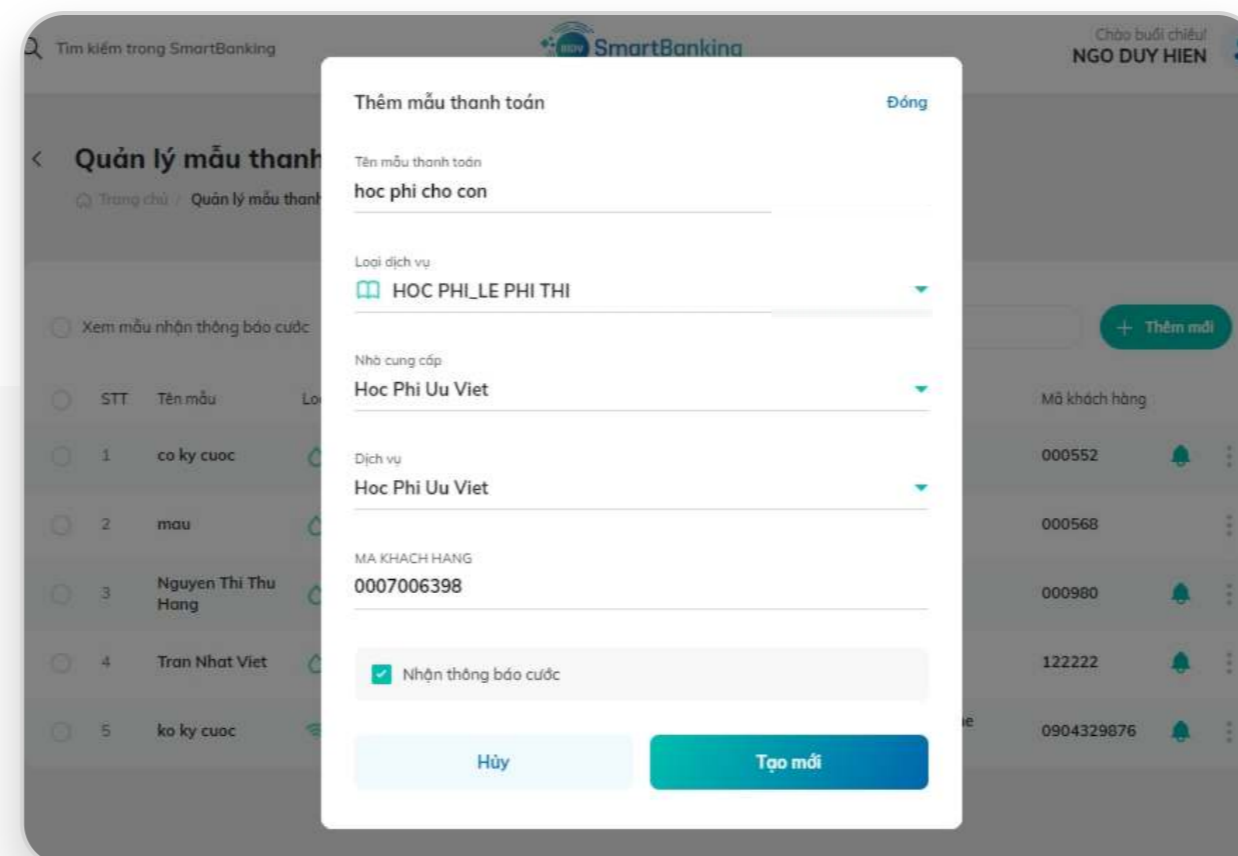 Tìm kiếm trong SmartBanking
BIDV SmartBanking
Chào buổi chiều!
NGO DUY HIEN
Quản lý mẫu thanh
Trang chủ / Quản lý mẫu thanh
Xem mẫu nhận thông báo cước
+ Thêm mới
STT Tên mẫu Loạ Mã khách hàng
1 co ky cuoc 000552
2 mau 000568
3 Nguyen Thi Thu Hang 000980
4 Tran Nhat Viet 122222
5 ko ky cuoc ne 0904329876
Thêm mẫu thanh toán
Đóng
Tên mẫu thanh toán
hoc phi cho con
Loại dịch vụ
HOC PHI_LE PHI THI
Nhà cung cấp
Hoc Phi Uu Viet
Dịch vụ
Hoc Phi Uu Viet
MA KHACH HANG
0007006398
Nhận thông báo cước
Hủy
Tạo mới